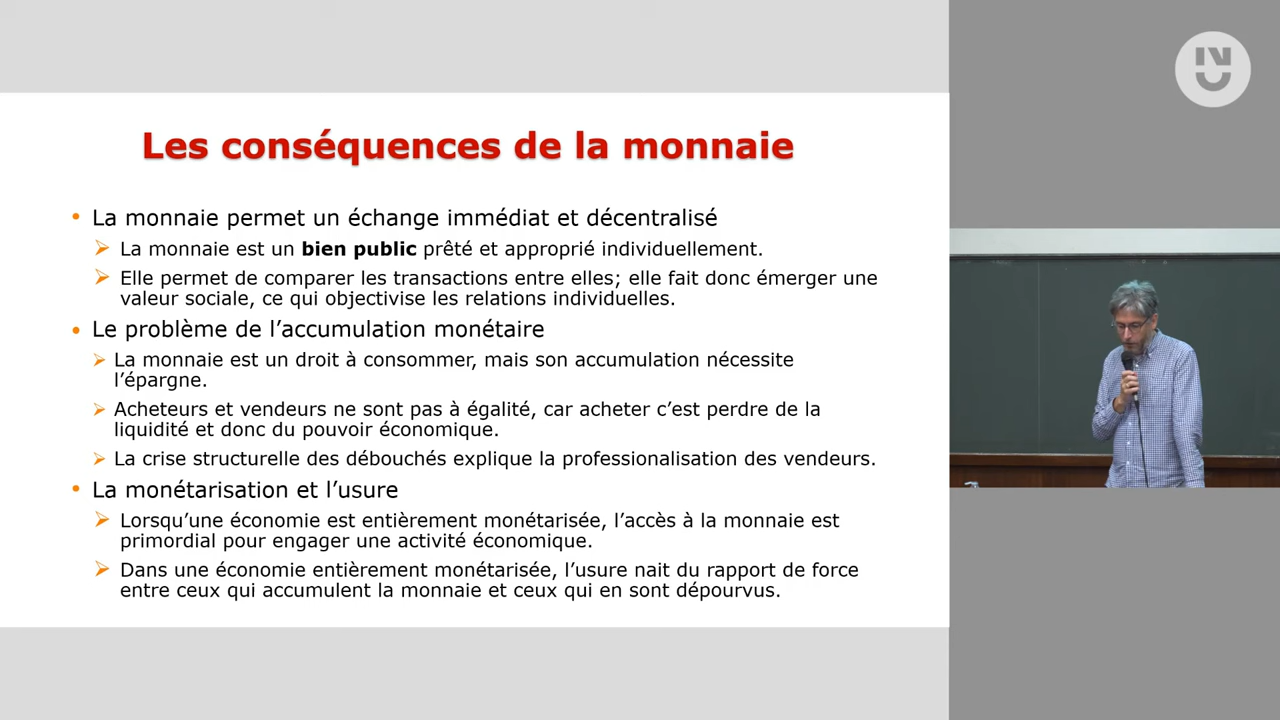 Les conséquences de la monnaie
• La monnaie permet un échange immédiat et décentralisé
➢ La monnaie est un bien public prêté et approprié individuellement.
➢ Elle permet de comparer les transactions entre elles; elle fait donc émerger une
valeur sociale, ce qui objectivise les relations individuelles.
• Le problème de l’accumulation monétaire
➢ La monnaie est un droit à consommer, mais son accumulation nécessite
l’épargne.
➢ Acheteurs et vendeurs ne sont pas à égalité, car acheter c’est perdre de la
liquidité et donc du pouvoir économique.
➢ La crise structurelle des débouchés explique la professionalisation des vendeurs.
• La monétarisation et l’usure
➢ Lorsqu’une économie est entièrement monétarisée, l’accès à la monnaie est
primordial pour engager une activité économique.
➢ Dans une économie entièrement monétarisée, l’usure nait du rapport de force
entre ceux qui accumulent la monnaie et ceux qui en sont dépourvus.